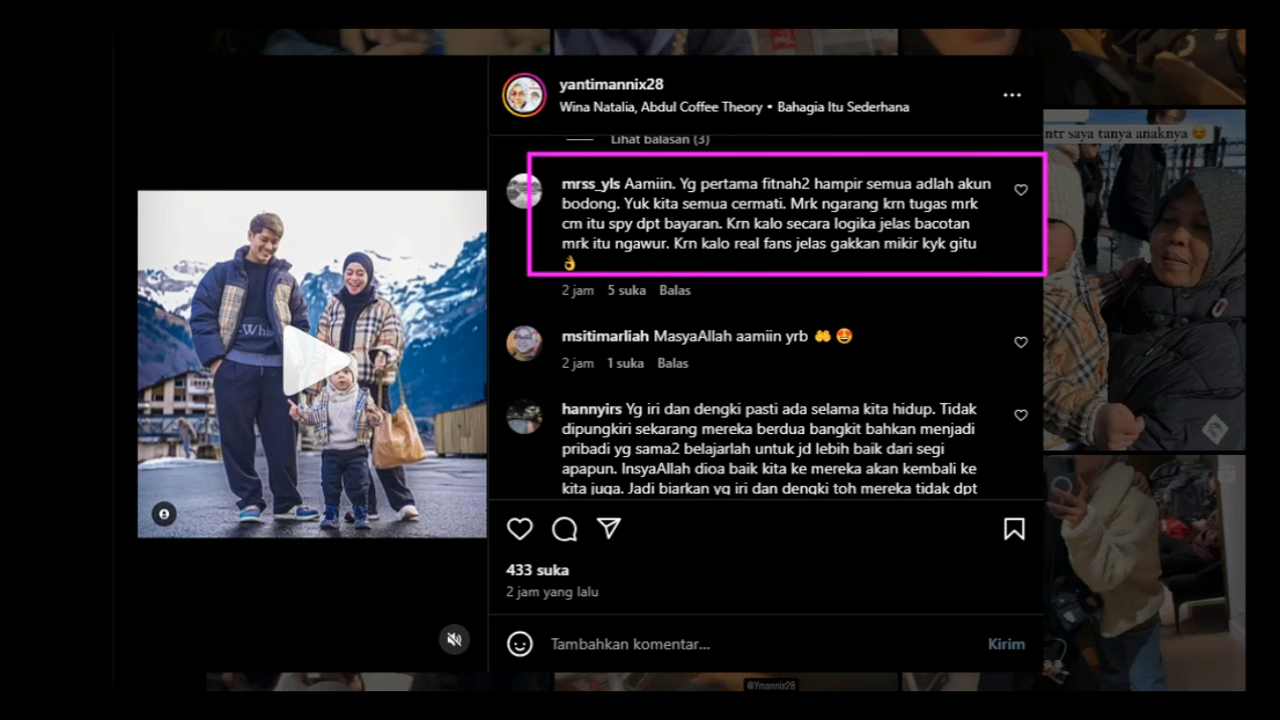 yantimannix28
Wina Natalia, Abdul Coffee Theory • Bahagia Itu Sederhana
Lihat balasan (3)
ntr saya tanya anaknya 😊
mrss_yls Aamiin. Yg pertama fitnah2 hampir semua adlah akun
bodong. Yuk kita semua cermati. Mrk ngarang krn tugas mrk
cm itu spy dpt bayaran. Krn kalo secara logika jelas bacotan
mrk itu ngawur. Krn kalo real fans jelas gakkan mikir kyk gitu
👌
2 jam 5 suka Balas
msitimarliah MasyaAllah aamiin yrb 🤲 🤩
2 jam 1 suka Balas
hannyirs Yg iri dan dengki pasti ada selama kita hidup. Tidak
dipungkiri sekarang mereka berdua bangkit bahkan menjadi
pribadi yg sama2 belajarlah untuk jd lebih baik dari segi
apapun. InsyaAllah dioa baik kita ke mereka akan kembali ke
kita juga. Jadi biarkan yg iri dan dengki toh mereka tidak dpt
433 suka
2 jam yang lalu
Tambahkan komentar...
Kirim
@Ymannix28